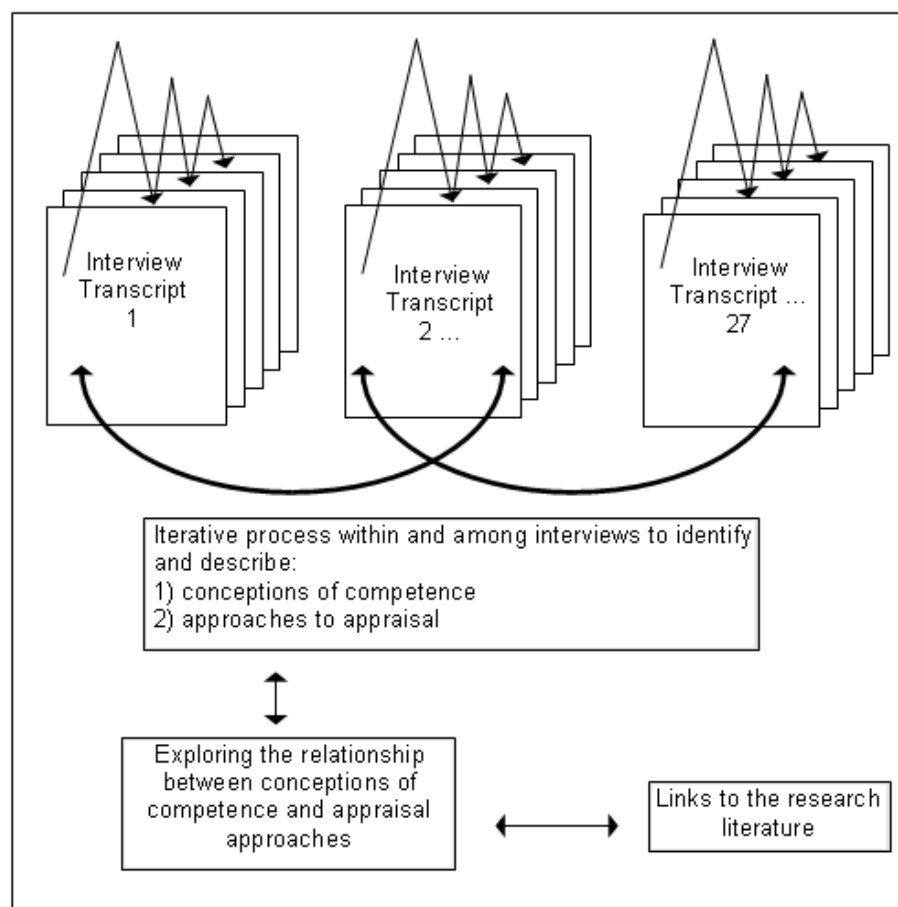 Interview
Transcript
1
Interview
Transcript
2 ...
Interview
Transcript ...
27
Iterative process within and among interviews to identify
and describe:
1) conceptions of competence
2) approaches to appraisal
Exploring the relationship
between conceptions of
competence and appraisal
approaches
Links to the research
literature